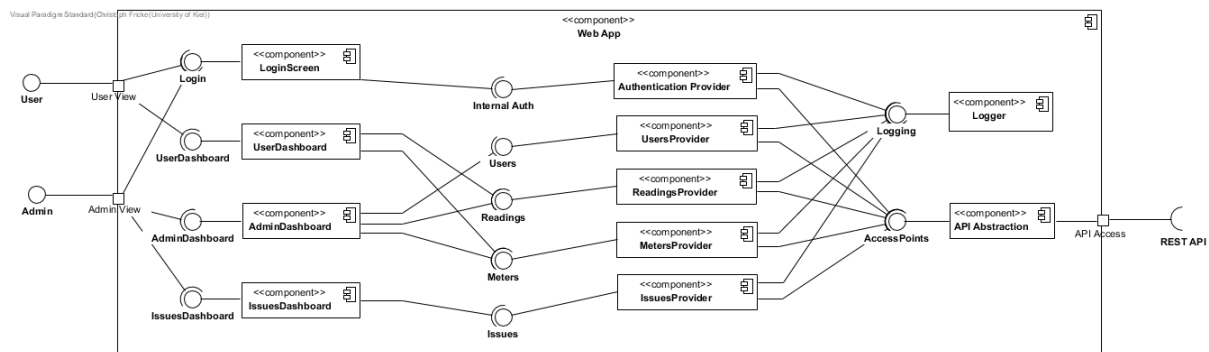 Visual Paradigm Standard(Christoph Fricke(University of Kiel))
<<component>>
Web App
User
User View
Login
<<component>>
LoginScreen
Internal Auth
<<component>>
Authentication Provider
Logging
<<component>>
Logger
UserDashboard
<<component>>
UserDashboard
Users
<<component>>
UsersProvider
Admin
Admin View
Readings
<<component>>
ReadingsProvider
AdminDashboard
<<component>>
AdminDashboard
Meters
<<component>>
MetersProvider
AccessPoints
<<component>>
API Abstraction
API Access
REST API
IssuesDashboard
<<component>>
IssuesDashboard
Issues
<<component>>
IssuesProvider